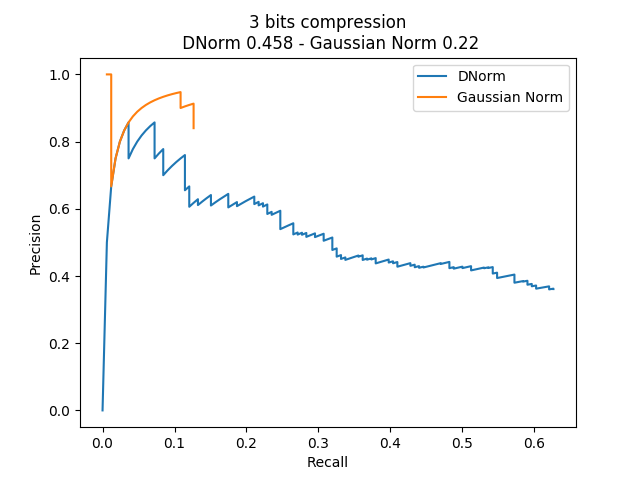 3 bits compression
DNorm 0.458 - Gaussian Norm 0.22
DNorm
Gaussian Norm
1.0
0.8
0.6
0.4
0.2
0.0
Precision
0.0 0.1 0.2 0.3 0.4 0.5 0.6
Recall